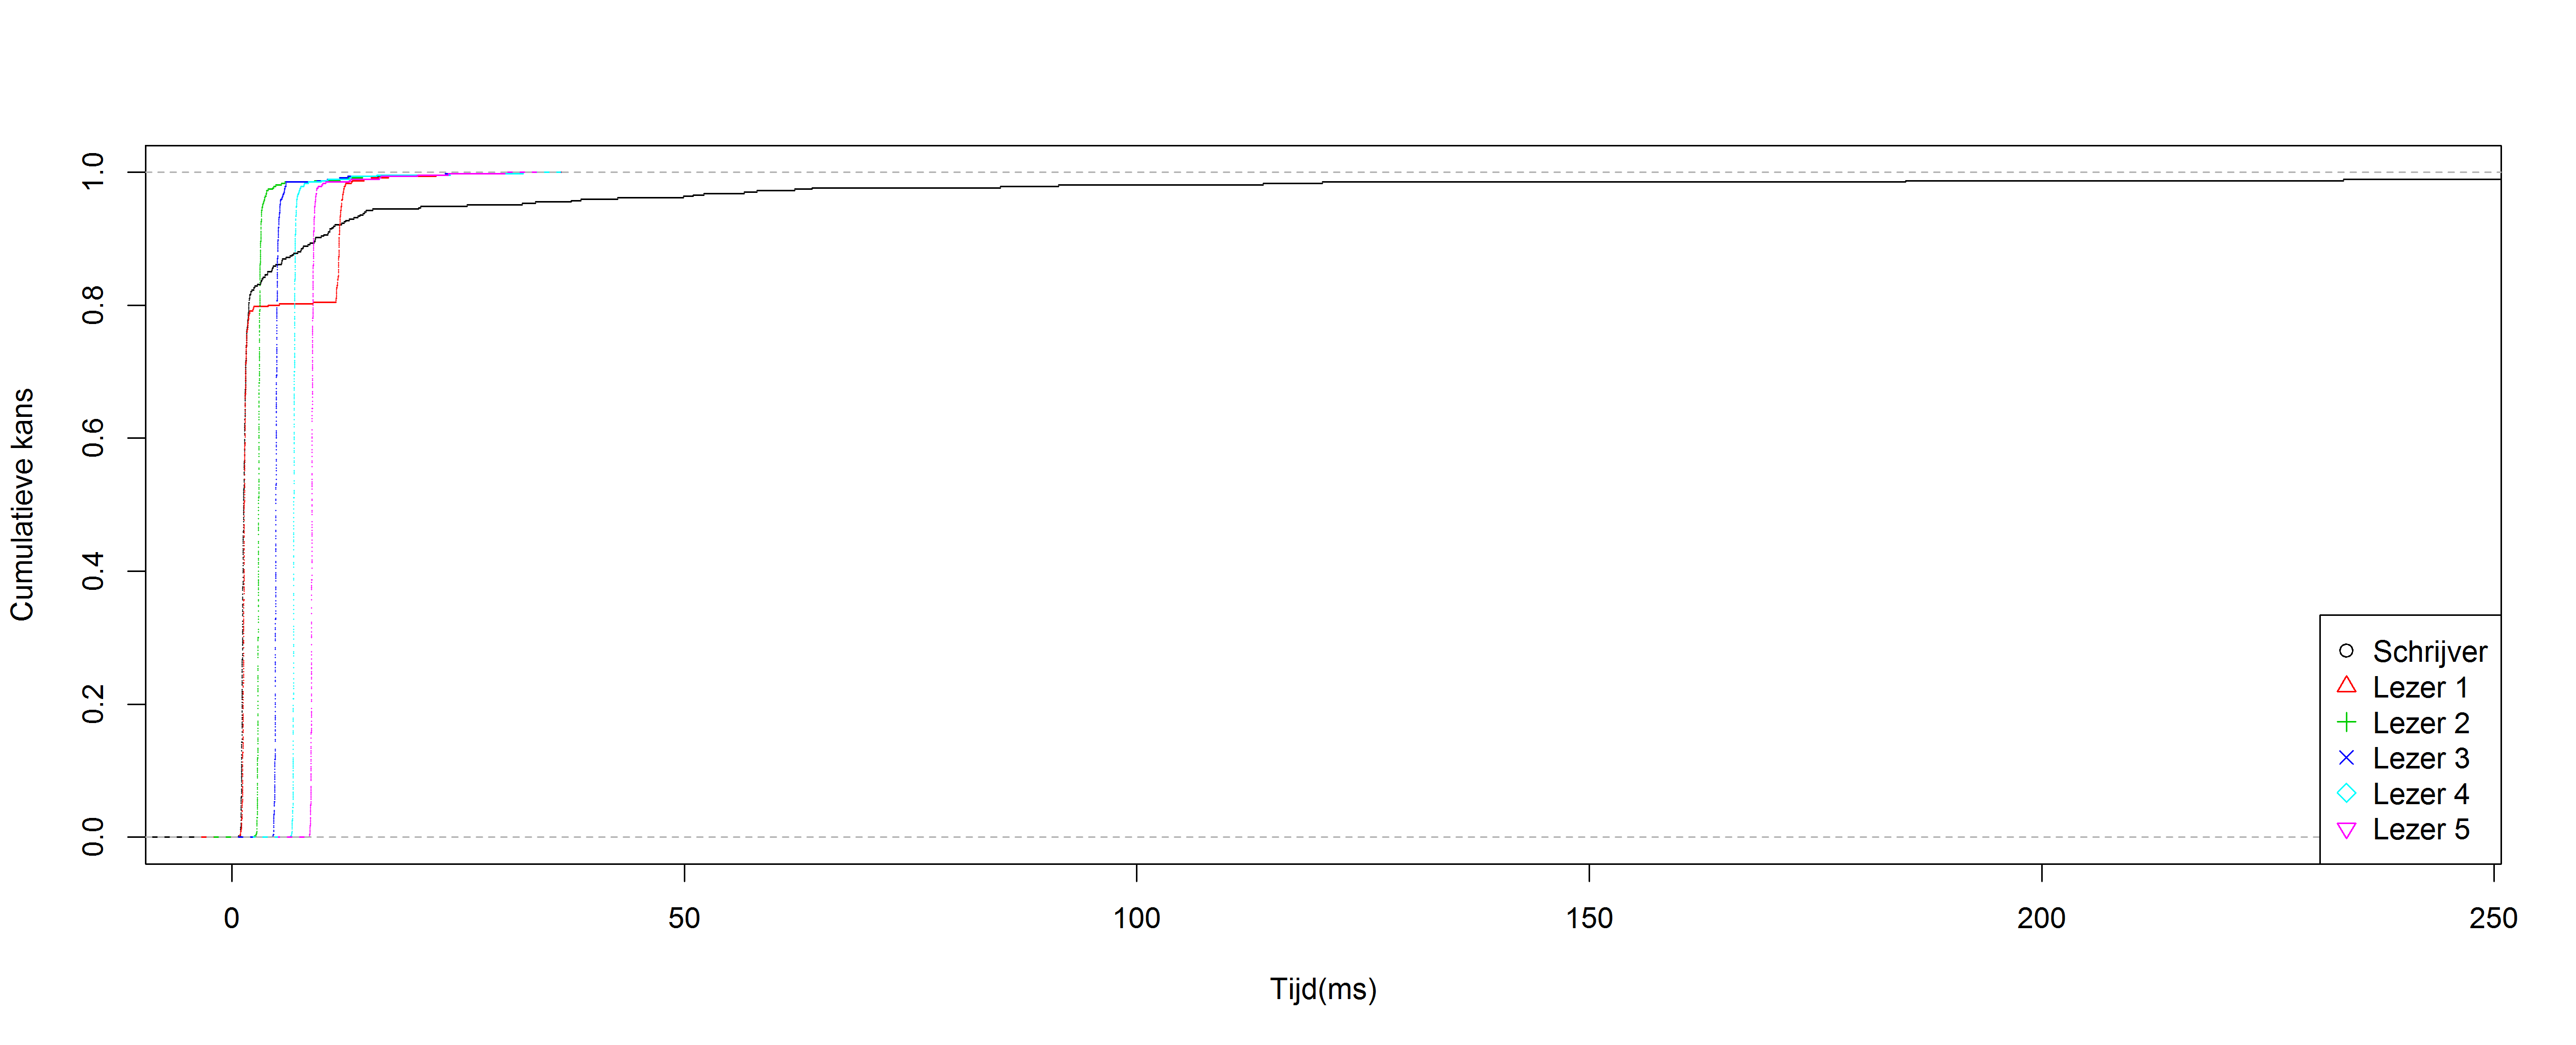 Cumulatieve kans
1.0
0.8
0.6
0.4
0.2
0.0
0 50 100 150 200 250
Tijd(ms)
Schrijver
Lezer 1
Lezer 2
Lezer 3
Lezer 4
Lezer 5